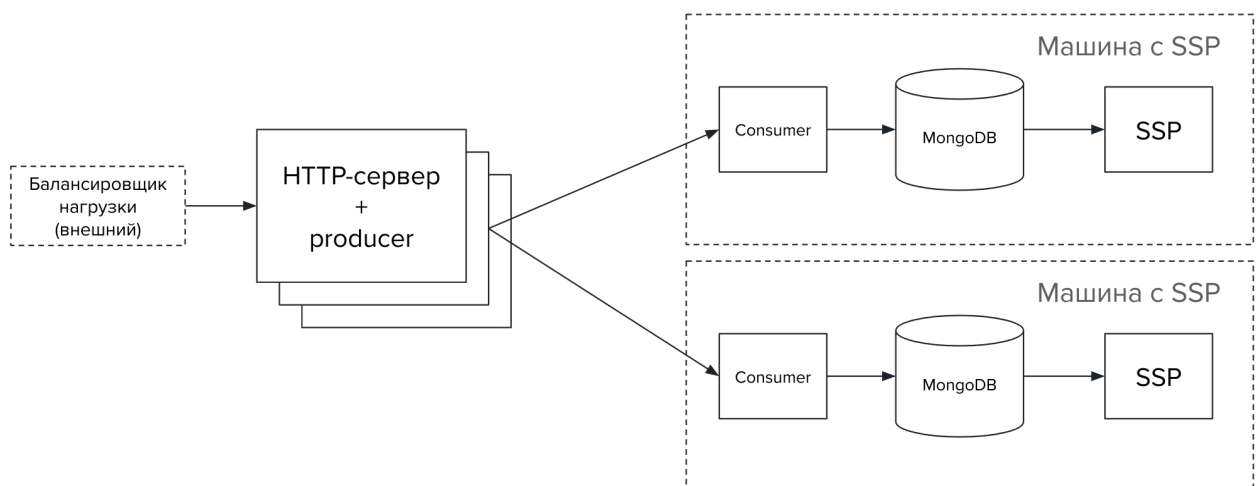 Балансировщик
нагрузки
(внешний)
HTTP-сервер
+
producer
Машина с SSP
Consumer
MongoDB
SSP
Машина с SSP
Consumer
MongoDB
SSP